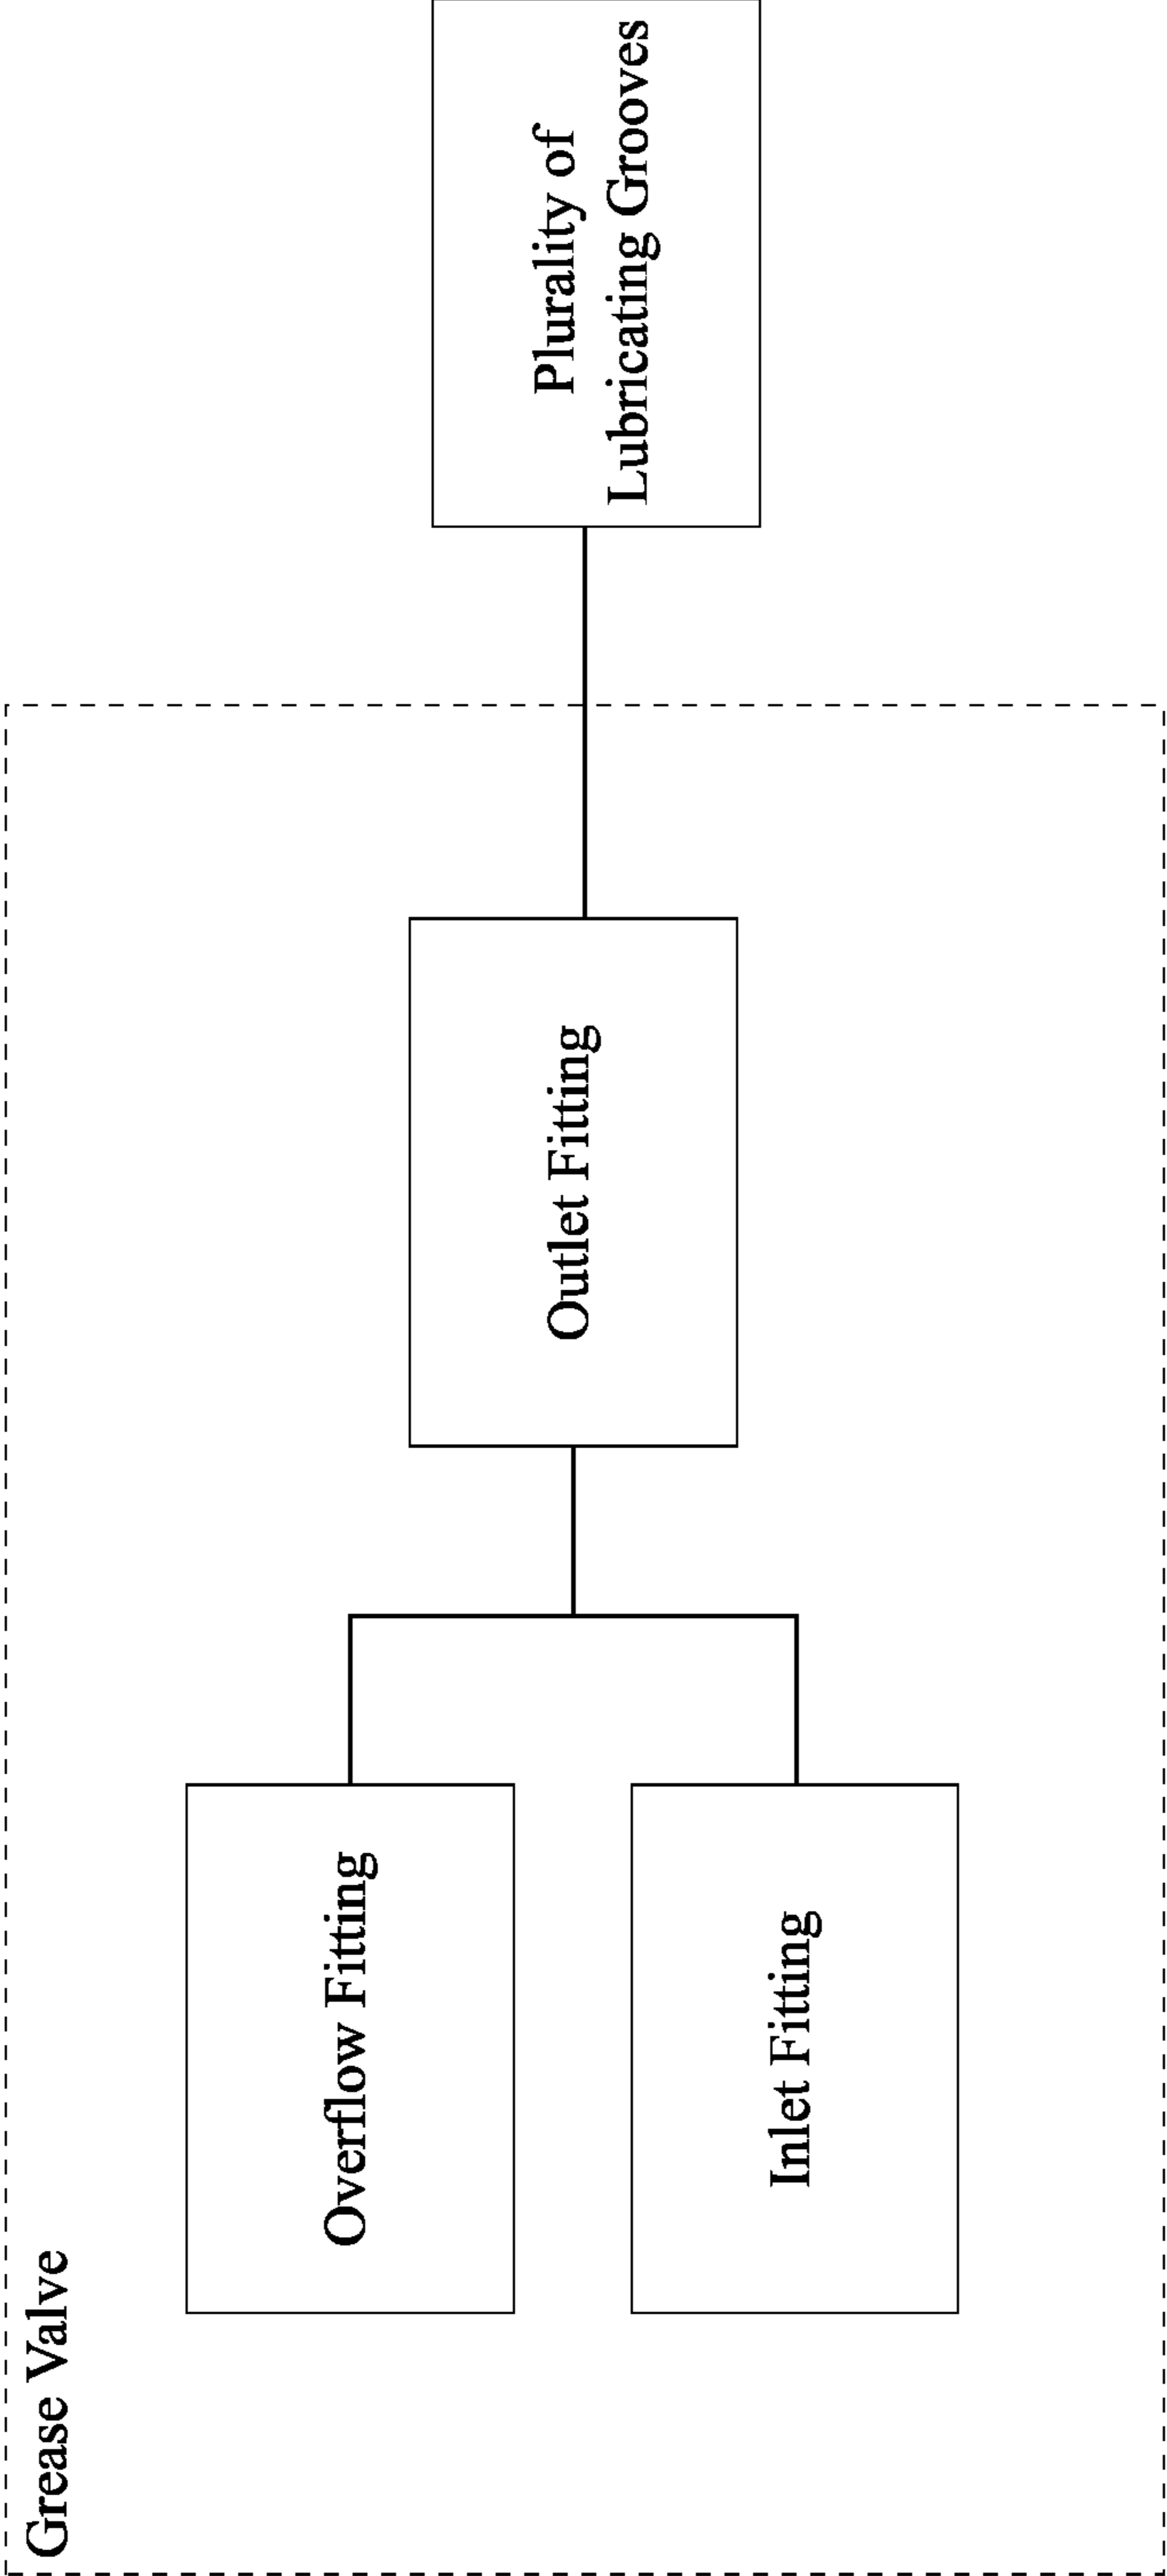 Grease Valve
Overflow Fitting
Inlet Fitting
Outlet Fitting
Plurality of
Lubricating Grooves